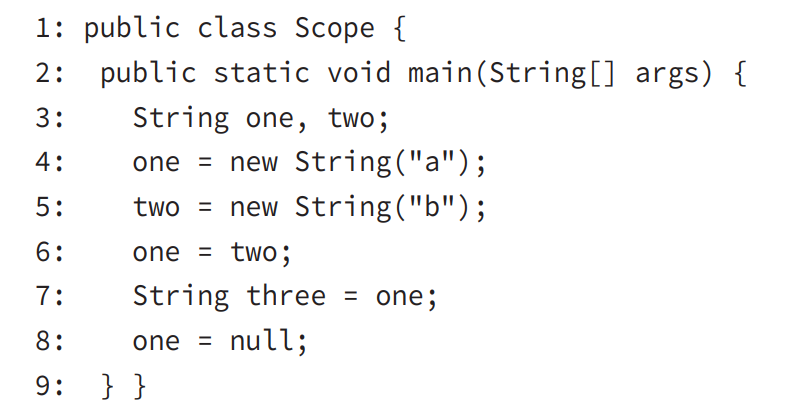 1: public class Scope {
2:  public static void main(String[] args) {
3:    String one, two;
4:    one = new String("a");
5:    two = new String("b");
6:    one = two;
7:    String three = one;
8:    one = null;
9:  } }